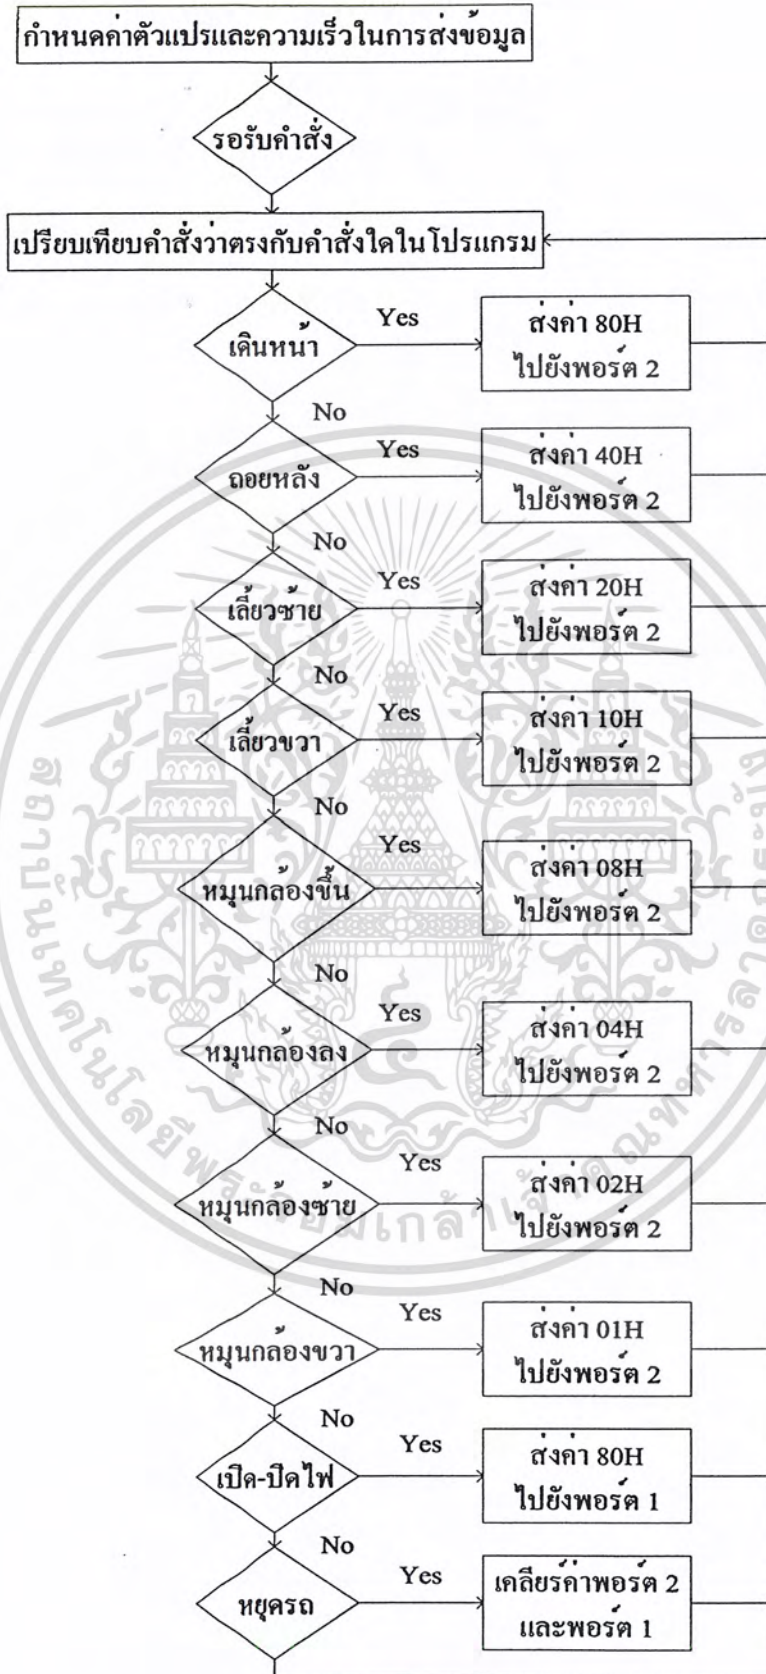 กำหนดค่าตัวแปรและความเร็วในการส่งข้อมูล
รอรับคำสั่ง
เปรียบเทียบคำสั่งว่าตรงกับคำสั่งใดในโปรแกรม
เดินหน้า
Yes
ส่งค่า 80H
ไปยังพอร์ต 2
No
ถอยหลัง
Yes
ส่งค่า 40H
ไปยังพอร์ต 2
No
เลี้ยวซ้าย
Yes
ส่งค่า 20H
ไปยังพอร์ต 2
No
เลี้ยวขวา
Yes
ส่งค่า 10H
ไปยังพอร์ต 2
No
หมุนกล้องขึ้น
Yes
ส่งค่า 08H
ไปยังพอร์ต 2
No
หมุนกล้องลง
Yes
ส่งค่า 04H
ไปยังพอร์ต 2
No
หมุนกล้องซ้าย
Yes
ส่งค่า 02H
ไปยังพอร์ต 2
No
หมุนกล้องขวา
Yes
ส่งค่า 01H
ไปยังพอร์ต 2
No
เปิด-ปิดไฟ
Yes
ส่งค่า 80H
ไปยังพอร์ต 1
No
หยุดรถ
Yes
เคลียร์ค่าพอร์ต 2
และพอร์ต 1
๔